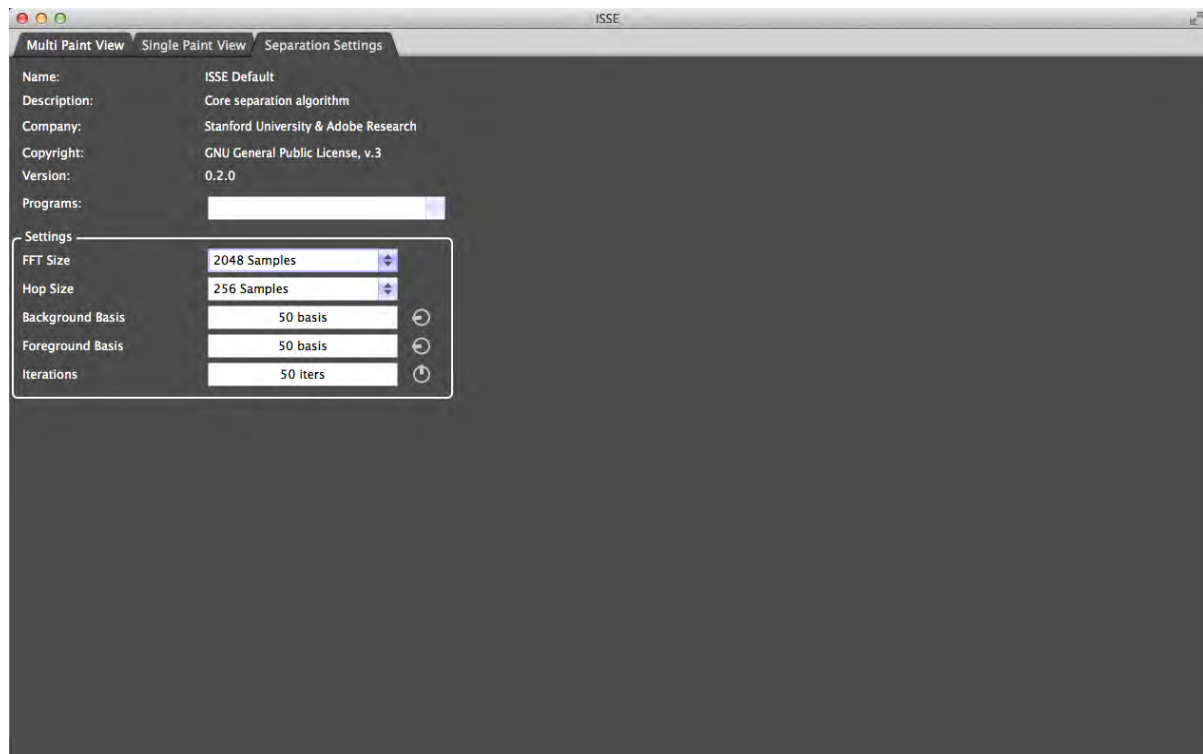 ISSE
Multi Paint View Single Paint View Separation Settings
Name: ISSE Default
Description: Core separation algorithm
Company: Stanford University & Adobe Research
Copyright: GNU General Public License, v.3
Version: 0.2.0
Programs:
Settings
FFT Size 2048 Samples
Hop Size 256 Samples
Background Basis 50 basis
Foreground Basis 50 basis
Iterations 50 iters